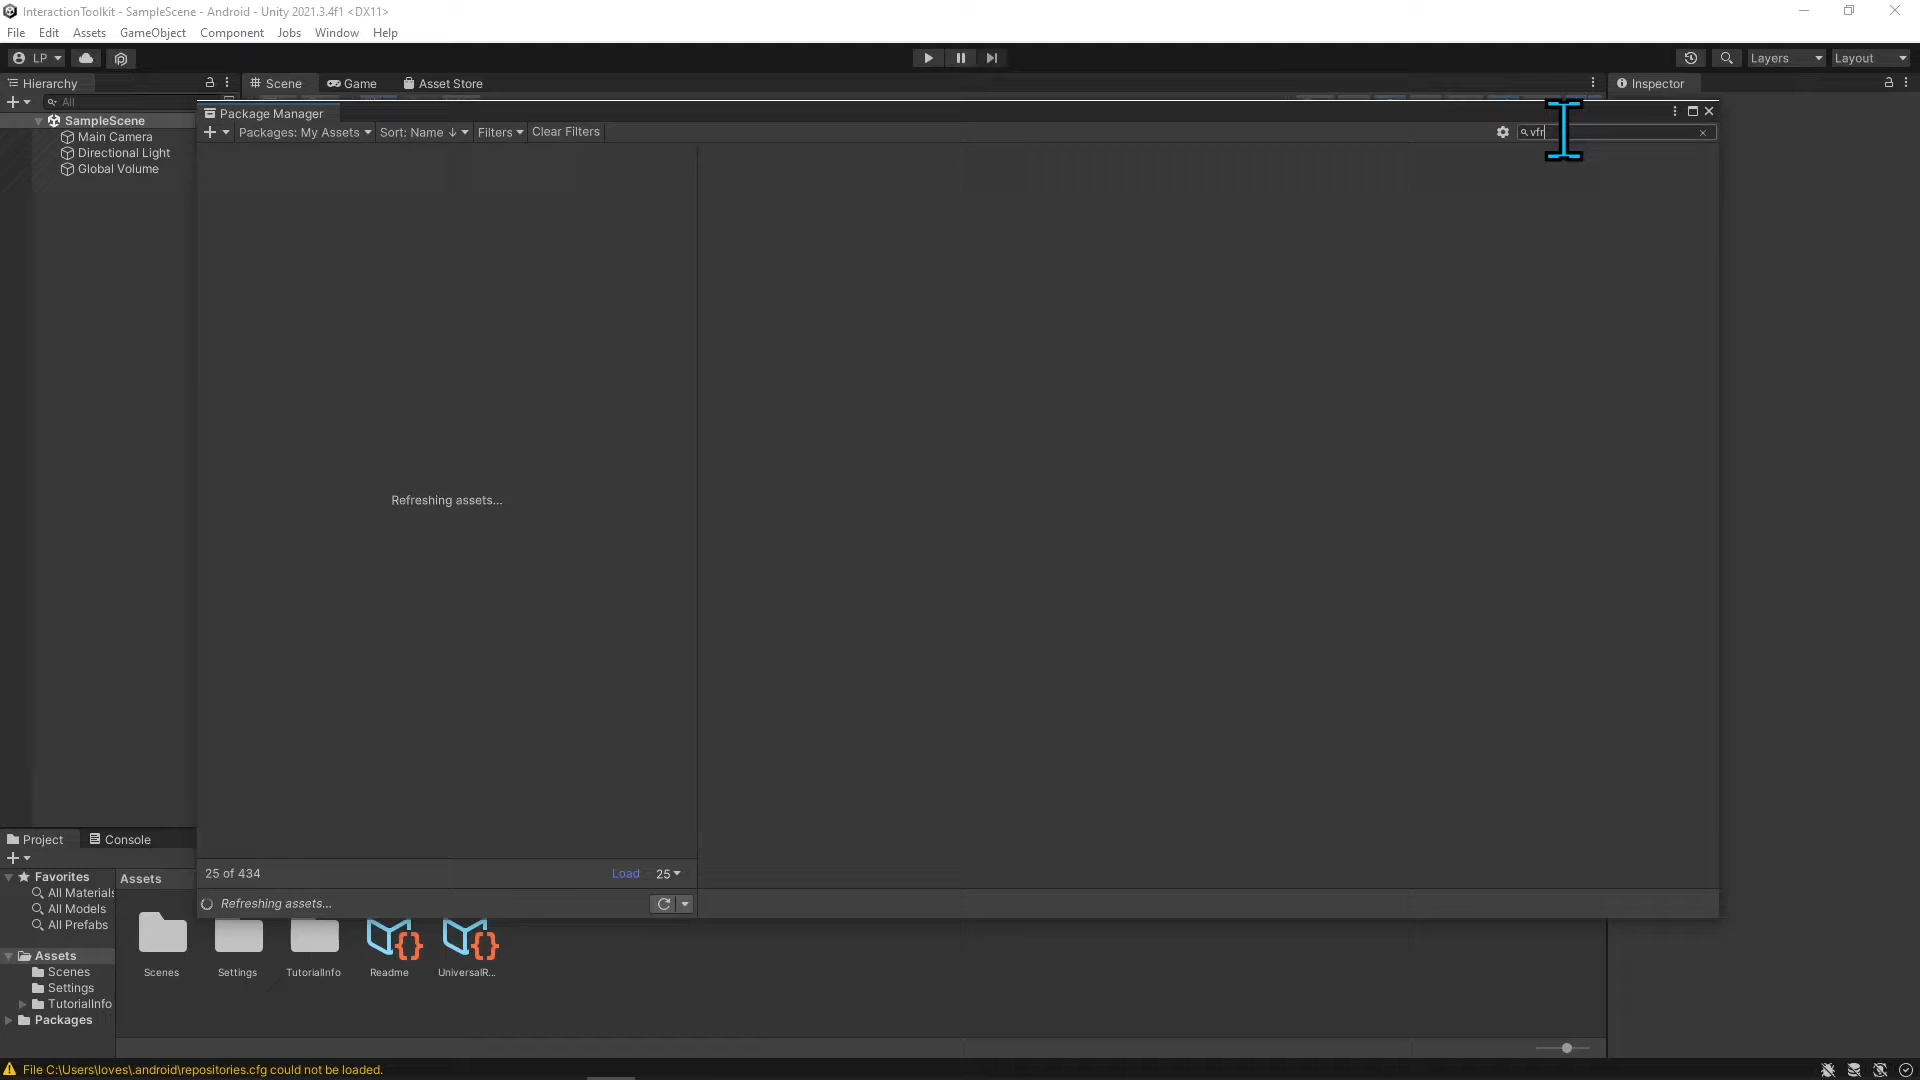 InteractionToolkit - SampleScene - Android - Unity 2021.3.4f1 <DX11>
File Edit Assets GameObject Component Jobs Window Help
LP Layers Layout
Hierarchy Scene Game Asset Store Inspector
All
SampleScene
Main Camera
Directional Light
Global Volume
Package Manager
Packages: My Assets Sort: Name ↓ Filters Clear Filters vfr
Refreshing assets...
25 of 434 Load 25
Refreshing assets...
Project Console
Favorites
All Materials
All Models
All Prefabs
Assets
Scenes
Settings
TutorialInfo
Packages
Assets
Scenes Settings TutorialInfo Readme UniversalR...
File C:\Users\loves\.android\repositories.cfg could not be loaded.